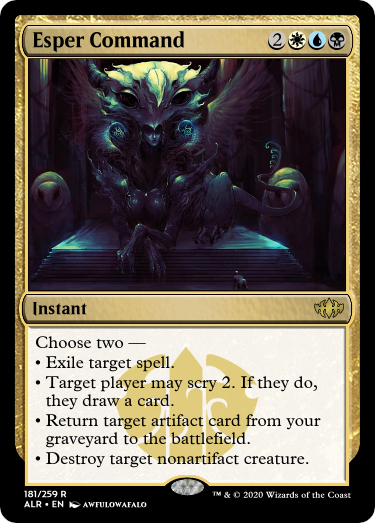 Esper Command
2
Instant
Choose two —
• Exile target spell.
• Target player may scry 2. If they do,
they draw a card.
• Return target artifact card from your
graveyard to the battlefield.
• Destroy target nonartifact creature.
181/259 R
ALR • EN AWFULOWAFALO
™ & © 2020 Wizards of the Coast